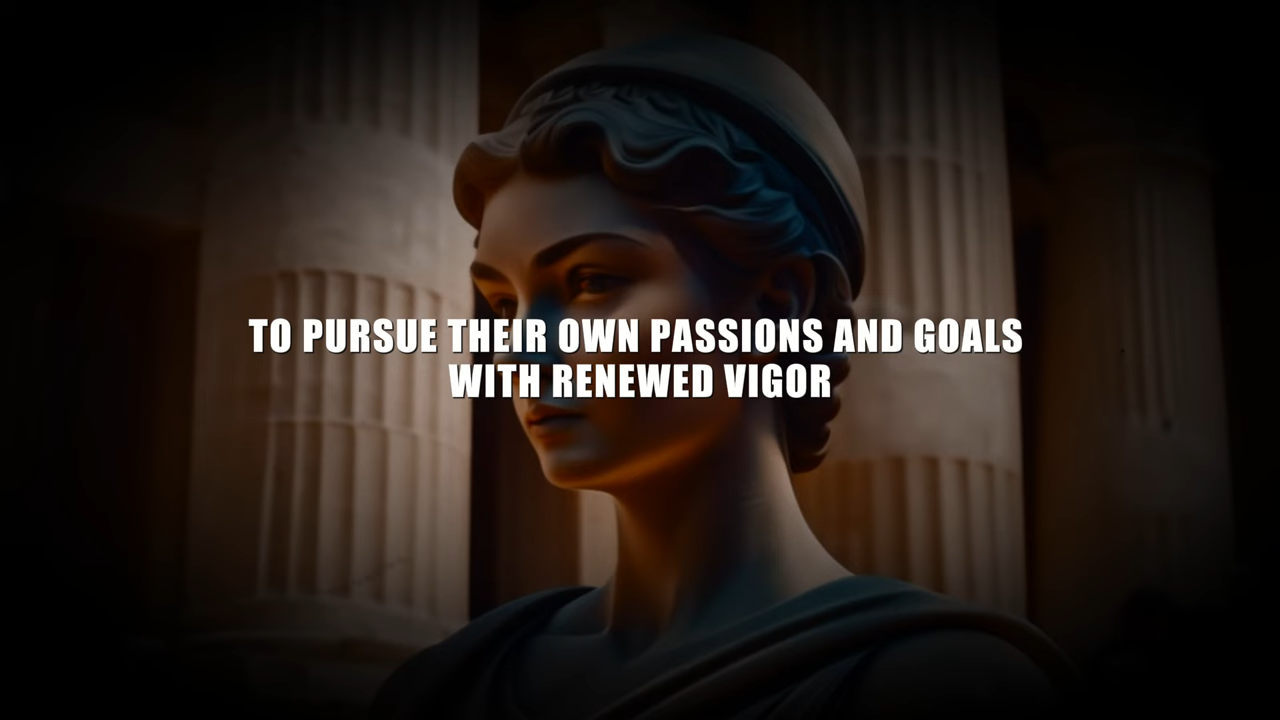 TO PURSUE THEIR OWN PASSIONS AND GOALS
WITH RENEWED VIGOR